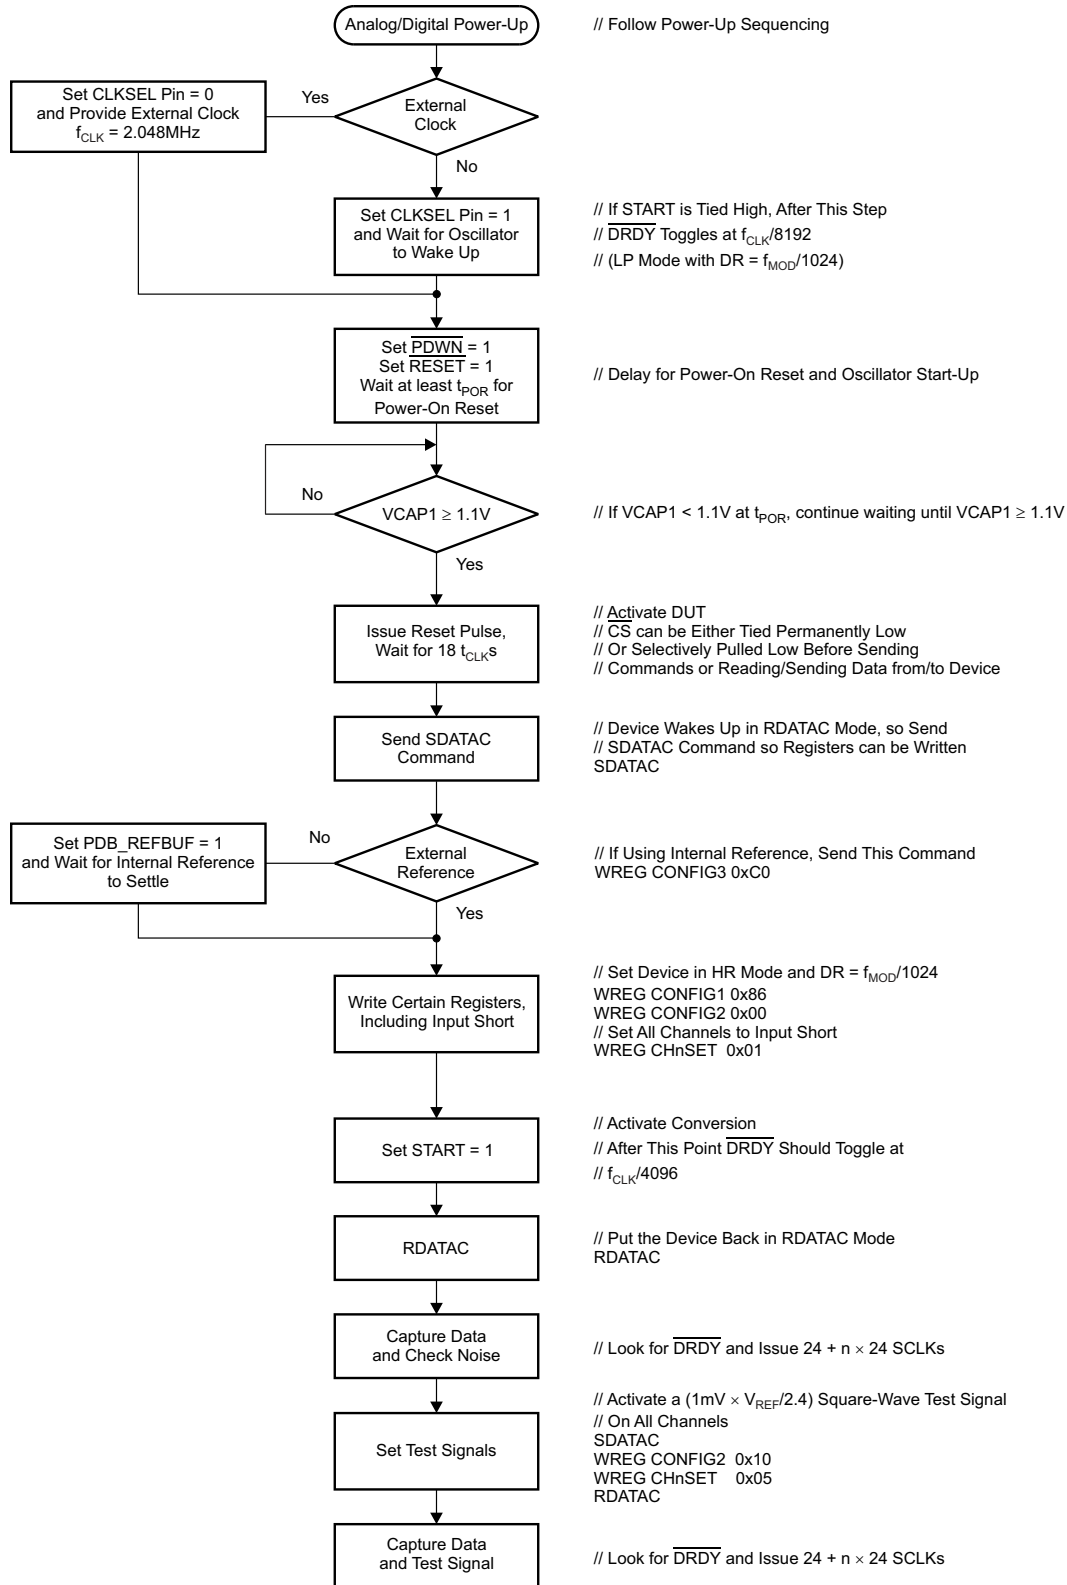 Analog/Digital Power-Up
// Follow Power-Up Sequencing
Set CLKSEL Pin = 0
and Provide External Clock
fCLK = 2.048MHz
Yes
External
Clock
No
Set CLKSEL Pin = 1
and Wait for Oscillator
to Wake Up
// If START is Tied High, After This Step
// DRDY Toggles at fCLK/8192
// (LP Mode with DR = fMOD/1024)
Set PDWN = 1
Set RESET = 1
Wait at least tPOR for
Power-On Reset
// Delay for Power-On Reset and Oscillator Start-Up
No
VCAP1 ≥ 1.1V
// If VCAP1 < 1.1V at tPOR, continue waiting until VCAP1 ≥ 1.1V
Yes
Issue Reset Pulse,
Wait for 18 tCLKs
// Activate DUT
// CS can be Either Tied Permanently Low
// Or Selectively Pulled Low Before Sending
// Commands or Reading/Sending Data from/to Device
Send SDATAC
Command
// Device Wakes Up in RDATAC Mode, so Send
// SDATAC Command so Registers can be Written
SDATAC
Set PDB_REFBUF = 1
and Wait for Internal Reference
to Settle
No
External
Reference
// If Using Internal Reference, Send This Command
WREG CONFIG3 0xC0
Yes
Write Certain Registers,
Including Input Short
// Set Device in HR Mode and DR = fMOD/1024
WREG CONFIG1 0x86
WREG CONFIG2 0x00
// Set All Channels to Input Short
WREG CHnSET 0x01
Set START = 1
// Activate Conversion
// After This Point DRDY Should Toggle at
// fCLK/4096
RDATAC
// Put the Device Back in RDATAC Mode
RDATAC
Capture Data
and Check Noise
// Look for DRDY and Issue 24 + n × 24 SCLKs
Set Test Signals
// Activate a (1mV × VREF/2.4) Square-Wave Test Signal
// On All Channels
SDATAC
WREG CONFIG2 0x10
WREG CHnSET 0x05
RDATAC
Capture Data
and Test Signal
// Look for DRDY and Issue 24 + n × 24 SCLKs